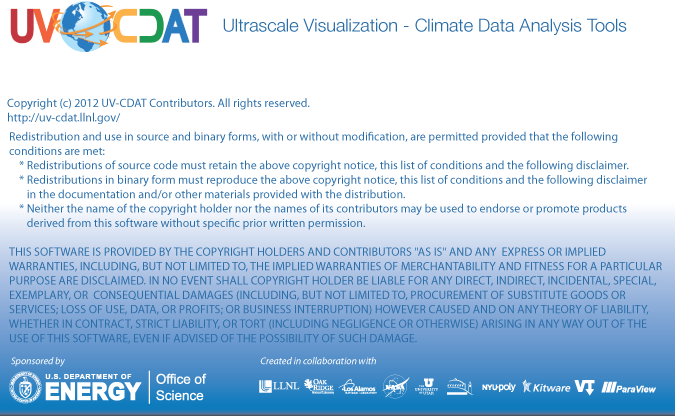 UV-CDAT Ultrascale Visualization - Climate Data Analysis Tools
Copyright (c) 2012 UV-CDAT Contributors. All rights reserved.
http://uv-cdat.llnl.gov/
Redistribution and use in source and binary forms, with or without modification, are permitted provided that the following
conditions are met:
* Redistributions of source code must retain the above copyright notice, this list of conditions and the following disclaimer.
* Redistributions in binary form must reproduce the above copyright notice, this list of conditions and the following disclaimer
in the documentation and/or other materials provided with the distribution.
* Neither the name of the copyright holder nor the names of its contributors may be used to endorse or promote products
derived from this software without specific prior written permission.
THIS SOFTWARE IS PROVIDED BY THE COPYRIGHT HOLDERS AND CONTRIBUTORS "AS IS" AND ANY EXPRESS OR IMPLIED
WARRANTIES, INCLUDING, BUT NOT LIMITED TO, THE IMPLIED WARRANTIES OF MERCHANTABILITY AND FITNESS FOR A PARTICULAR
PURPOSE ARE DISCLAIMED. IN NO EVENT SHALL COPYRIGHT HOLDER BE LIABLE FOR ANY DIRECT, INDIRECT, INCIDENTAL, SPECIAL,
EXEMPLARY, OR CONSEQUENTIAL DAMAGES (INCLUDING, BUT NOT LIMITED TO, PROCUREMENT OF SUBSTITUTE GOODS OR
SERVICES; LOSS OF USE, DATA, OR PROFITS; OR BUSINESS INTERRUPTION) HOWEVER CAUSED AND ON ANY THEORY OF LIABILITY,
WHETHER IN CONTRACT, STRICT LIABILITY, OR TORT (INCLUDING NEGLIGENCE OR OTHERWISE) ARISING IN ANY WAY OUT OF THE
USE OF THIS SOFTWARE, EVEN IF ADVISED OF THE POSSIBILITY OF SUCH DAMAGE.
Sponsored by
U.S. DEPARTMENT OF
ENERGY
Office of
Science
Created in collaboration with
LLNL
OAK RIDGE
Los Alamos
NASA
THE UNIVERSITY OF UTAH
NYU·poly
Kitware
VT
ParaView